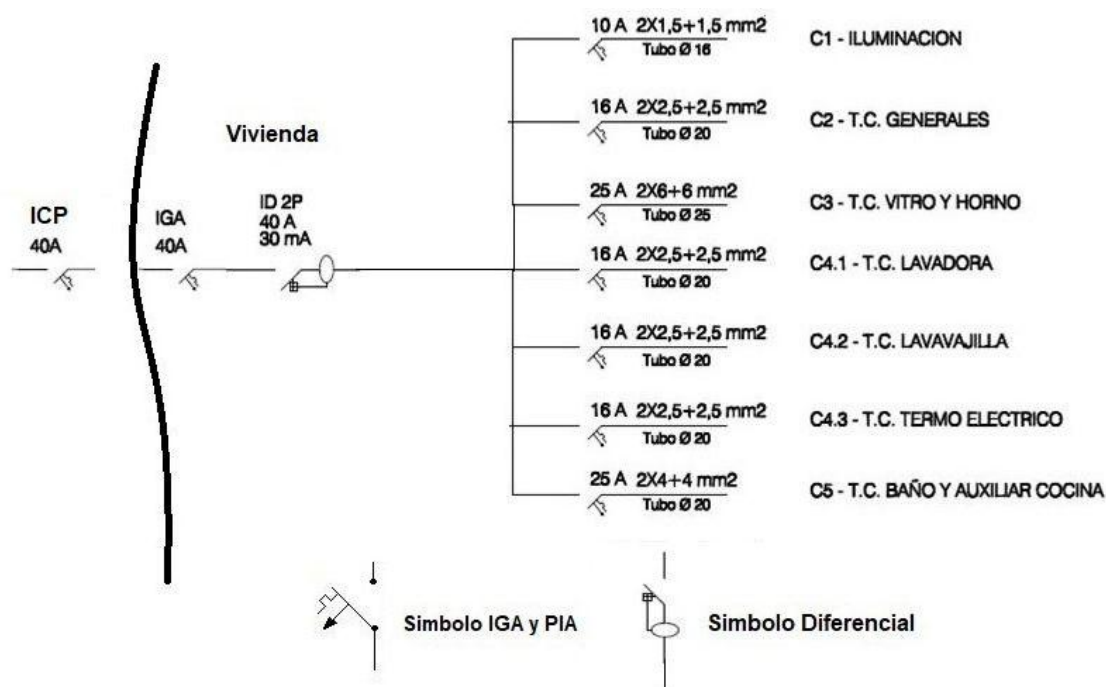 10 A 2X1,5+1,5 mm2
Tubo Ø 16
C1 - ILUMINACION
16 A 2X2,5+2,5 mm2
Tubo Ø 20
C2 - T.C. GENERALES
Vivienda
25 A 2X6+6 mm2
Tubo Ø 25
C3 - T.C. VITRO Y HORNO
ICP
40A
IGA
40A
ID 2P
40 A
30 mA
16 A 2X2,5+2,5 mm2
Tubo Ø 20
C4.1 - T.C. LAVADORA
16 A 2X2,5+2,5 mm2
Tubo Ø 20
C4.2 - T.C. LAVAVAJILLA
16 A 2X2,5+2,5 mm2
Tubo Ø 20
C4.3 - T.C. TERMO ELECTRICO
25 A 2X4+4 mm2
Tubo Ø 20
C5 - T.C. BAÑO Y AUXILIAR COCINA
Simbolo IGA y PIA
Simbolo Diferencial